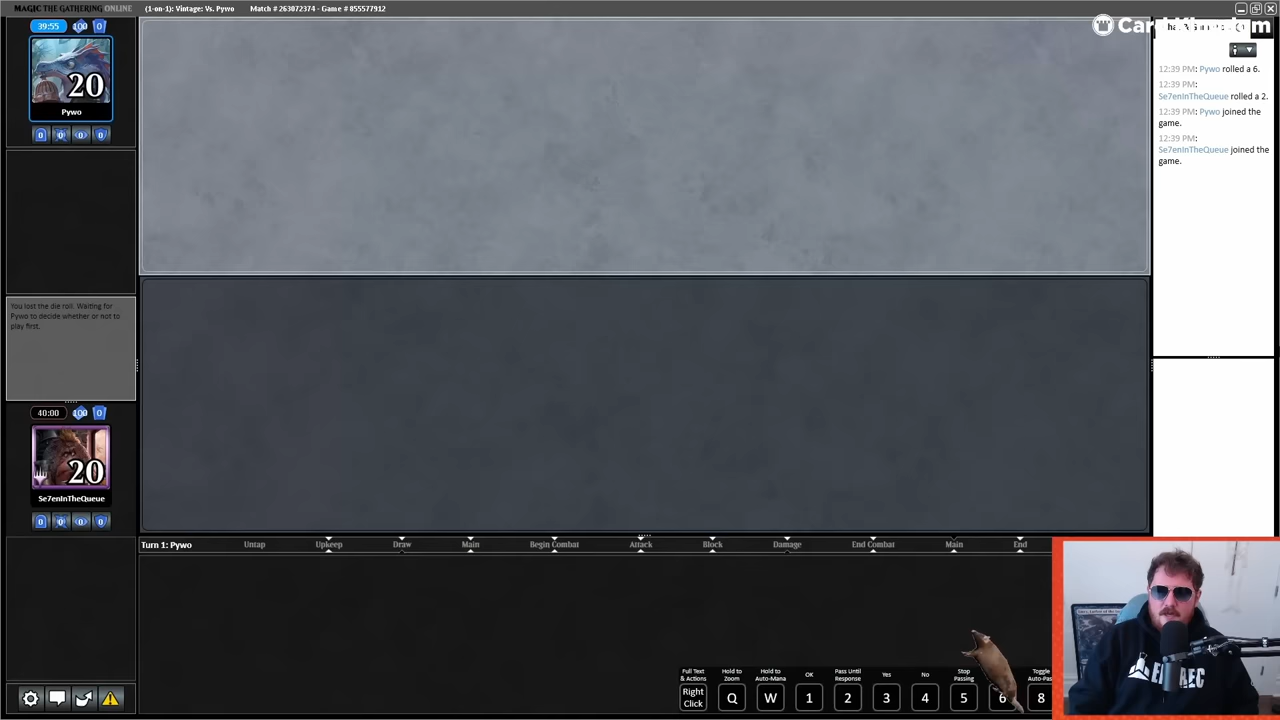 MAGIC THE GATHERING ONLINE (1-on-1): Vintage: Vs. Pywo Match # 263072374 - Game # 855577912
39:55 100 0
20
Pywo
0 0 0 0
You lost the die roll. Waiting for
Pywo to decide whether or not to
play first.
40:00 100 0
20
Se7enInTheQueue
0 0 0 0
Turn 1: Pywo Untap Upkeep Draw Main Begin Combat Attack Block Damage End Combat Main End
Full Text
& Actions
Right
Click
Hold to
Zoom
Q
Hold to
Auto-Mana
W
OK
1
Pass Until
Response
2
Yes
3
No
4
Stop
Passing
5
6
Toggle
Auto-Pas
8
12:39 PM: Pywo rolled a 6.
12:39 PM:
Se7enInTheQueue rolled a 2.
12:39 PM: Pywo joined the
game.
12:39 PM:
Se7enInTheQueue joined the
game.